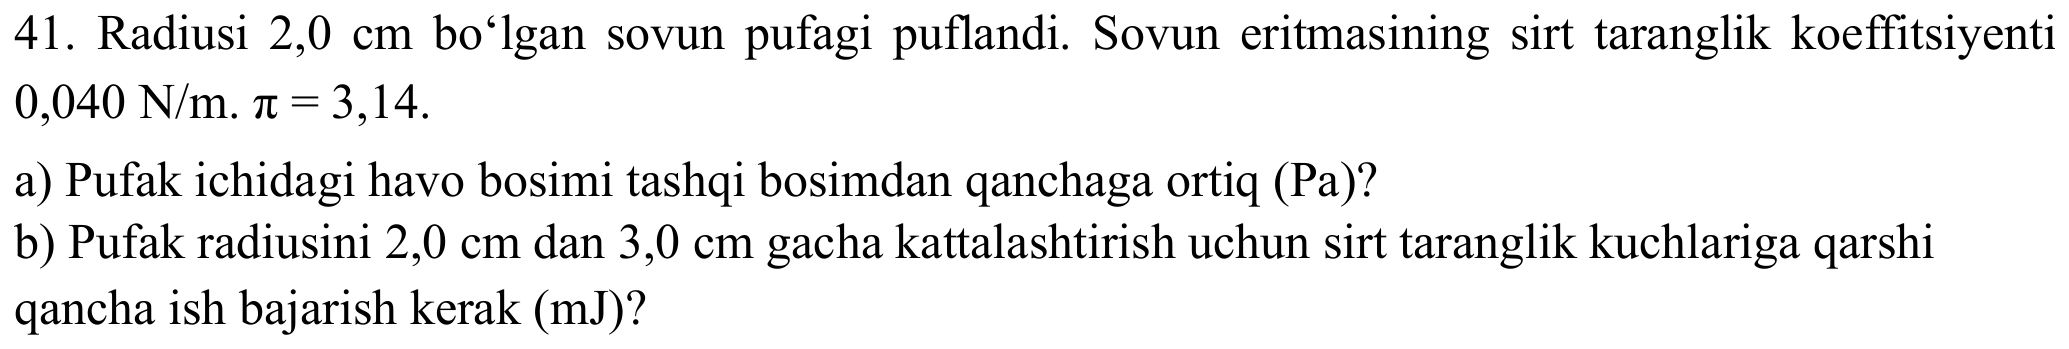 41. Radiusi 2,0 cm bo‘lgan sovun pufagi puflandi. Sovun eritmasining sirt taranglik koeffitsiyenti
0,040 N/m. π = 3,14.
a) Pufak ichidagi havo bosimi tashqi bosimdan qanchaga ortiq (Pa)?
b) Pufak radiusini 2,0 cm dan 3,0 cm gacha kattalashtirish uchun sirt taranglik kuchlariga qarshi
qancha ish bajarish kerak (mJ)?